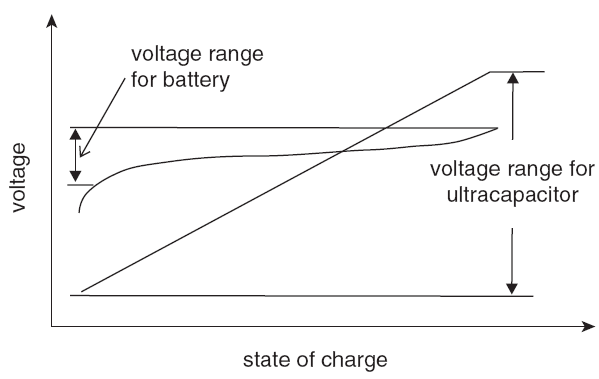 voltage range
for battery
voltage range for
ultracapacitor
voltage
state of charge